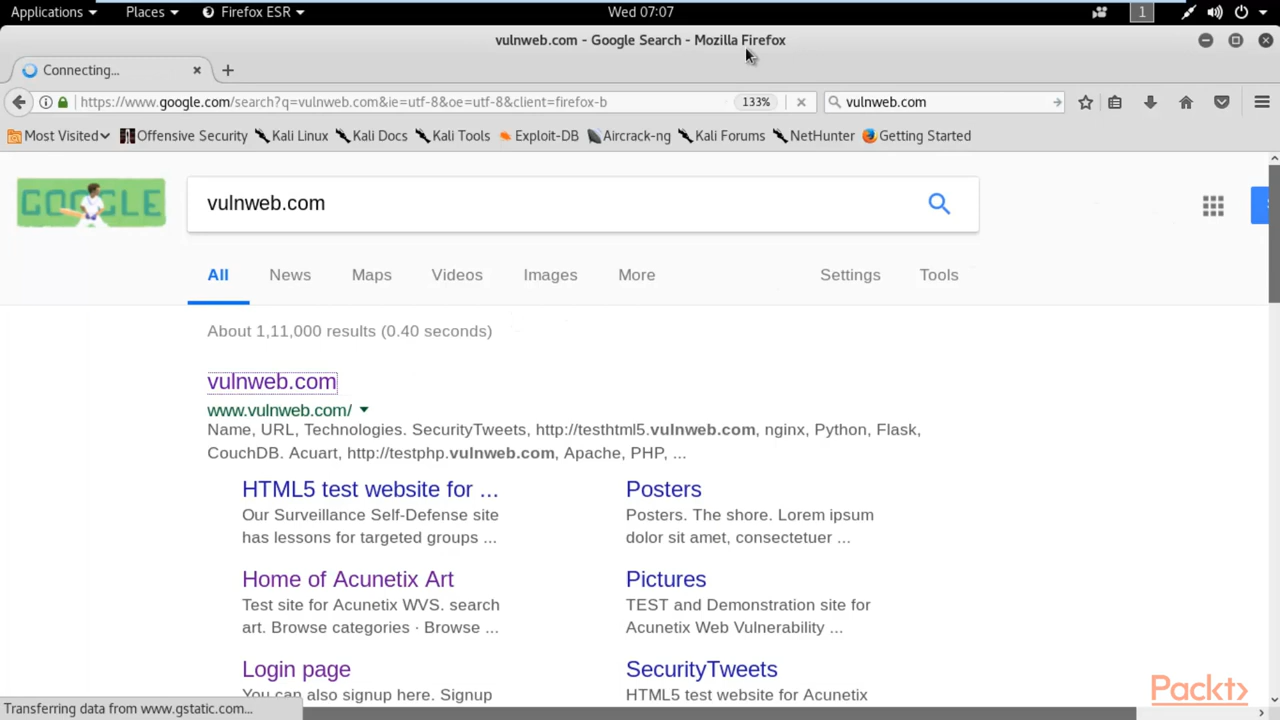 Applications Places Firefox ESR Wed 07:07 1
vulnweb.com - Google Search - Mozilla Firefox
Connecting...
https://www.google.com/search?q=vulnweb.com&ie=utf-8&oe=utf-8&client=firefox-b 133% vulnweb.com
Most Visited Offensive Security Kali Linux Kali Docs Kali Tools Exploit-DB Aircrack-ng Kali Forums NetHunter Getting Started
GOOGLE vulnweb.com
All News Maps Videos Images More Settings Tools
About 1,11,000 results (0.40 seconds)
vulnweb.com
www.vulnweb.com/
Name, URL, Technologies. SecurityTweets, http://testhtml5.vulnweb.com, nginx, Python, Flask,
CouchDB. Acuart, http://testphp.vulnweb.com, Apache, PHP, ...
HTML5 test website for ...
Our Surveillance Self-Defense site
has lessons for targeted groups ...
Posters
Posters. The shore. Lorem ipsum
dolor sit amet, consectetuer ...
Home of Acunetix Art
Test site for Acunetix WVS. search
art. Browse categories · Browse ...
Pictures
TEST and Demonstration site for
Acunetix Web Vulnerability ...
Login page
You can also signup here. Signup
SecurityTweets
HTML5 test website for Acunetix
Transferring data from www.gstatic.com...
Packt>